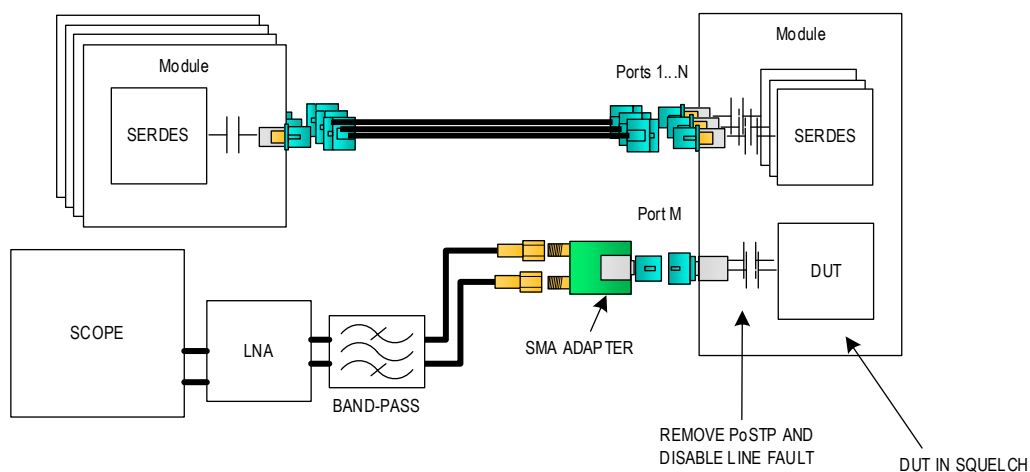 Module
Module
Ports 1...N
SERDES
SERDES
Port M
DUT
SCOPE
LNA
SMA ADAPTER
BAND-PASS
REMOVE PoSTP AND
DISABLE LINE FAULT
DUT IN SQUELCH